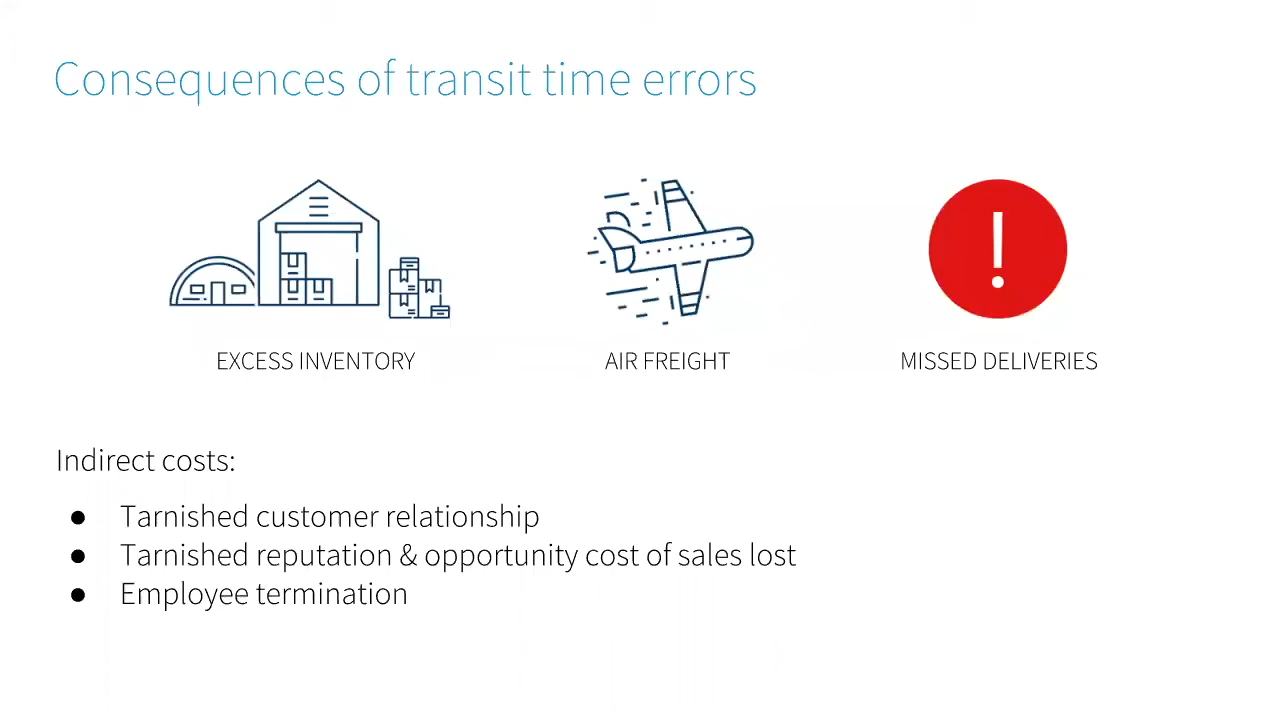 Consequences of transit time errors
EXCESS INVENTORY
AIR FREIGHT
MISSED DELIVERIES
Indirect costs:
● Tarnished customer relationship
● Tarnished reputation & opportunity cost of sales lost
● Employee termination